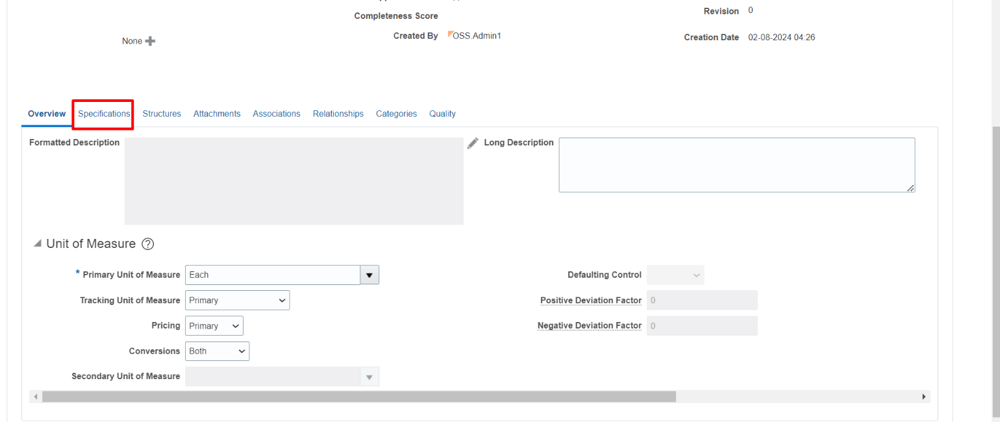 Completeness Score
Revision 0
None
Created By OSS.Admin1
Creation Date 02-08-2024 04:26
Overview Specifications Structures Attachments Associations Relationships Categories Quality
Formatted Description
Long Description
Unit of Measure ?
* Primary Unit of Measure Each
Defaulting Control
Tracking Unit of Measure Primary
Positive Deviation Factor 0
Pricing Primary
Negative Deviation Factor 0
Conversions Both
Secondary Unit of Measure